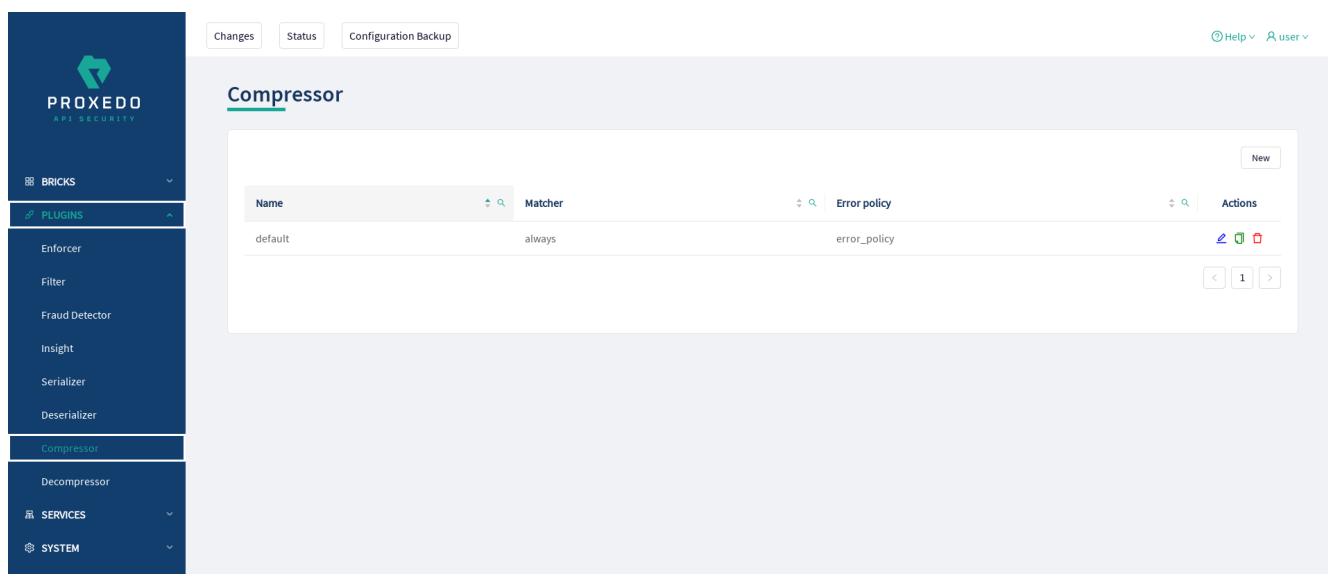 Changes Status Configuration Backup Help user
PROXEDO
API SECURITY
BRICKS
PLUGINS
Enforcer
Filter
Fraud Detector
Insight
Serializer
Deserializer
Compressor
Decompressor
SERVICES
SYSTEM
Compressor
New
Name Matcher Error policy Actions
default always error_policy
< 1 >